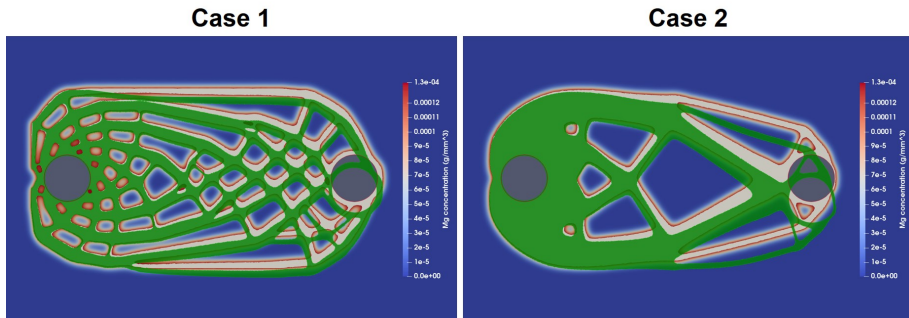 Case 1
Case 2
1.3e-04
0.00012
0.00011
0.0001
9e-5
8e-5
7e-5
6e-5
5e-5
4e-5
3e-5
2e-5
1e-5
0.0e+00
Mg concentration (g/mm^3)
1.3e-04
0.00012
0.00011
0.0001
9e-5
8e-5
7e-5
6e-5
5e-5
4e-5
3e-5
2e-5
1e-5
0.0e+00
Mg concentration (g/mm^3)